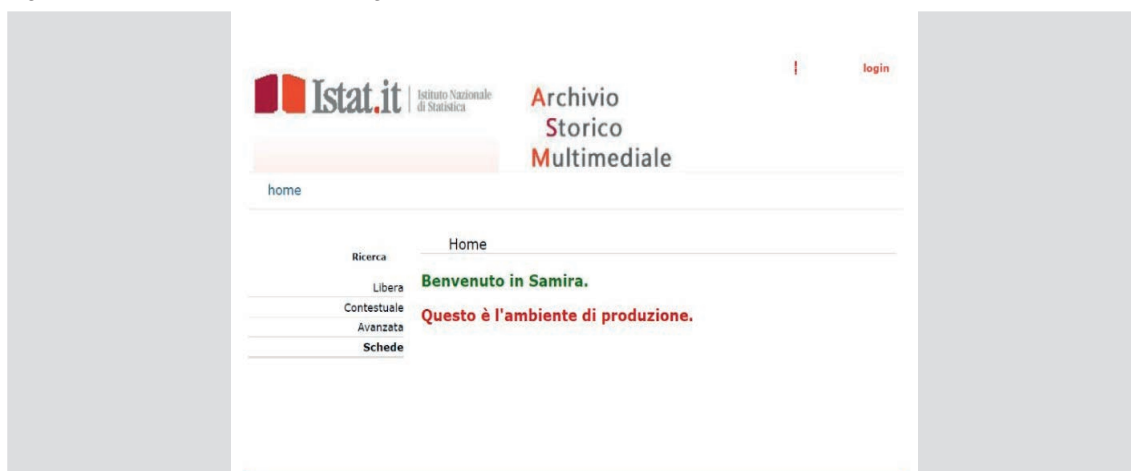 ¦ login
Istat.it | Istituto Nazionale
di Statistica
Archivio
Storico
Multimediale
home
Home
Ricerca
Libera
Contestuale
Avanzata
Schede
Benvenuto in Samira.
Questo è l'ambiente di produzione.